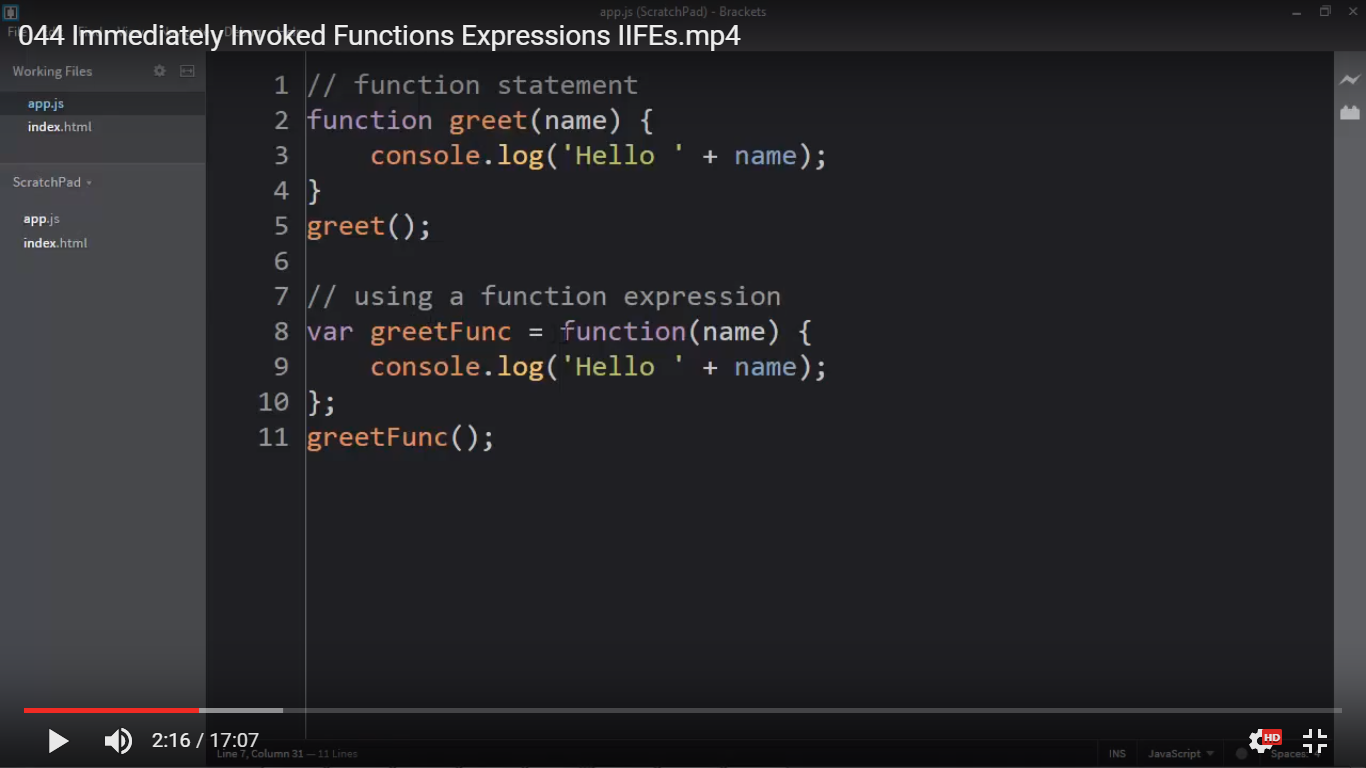 app.js (ScratchPad) - Brackets
044 Immediately Invoked Functions Expressions IIFEs.mp4
Working Files
app.js
index.html
ScratchPad
app.js
index.html
1 // function statement
2 function greet(name) {
3     console.log('Hello ' + name);
4 }
5 greet();
6
7 // using a function expression
8 var greetFunc = function(name) {
9     console.log('Hello ' + name);
10 };
11 greetFunc();
2:16 / 17:07
HD
Line 7, Column 31 — 11 Lines
INS
JavaScript
Spaces: